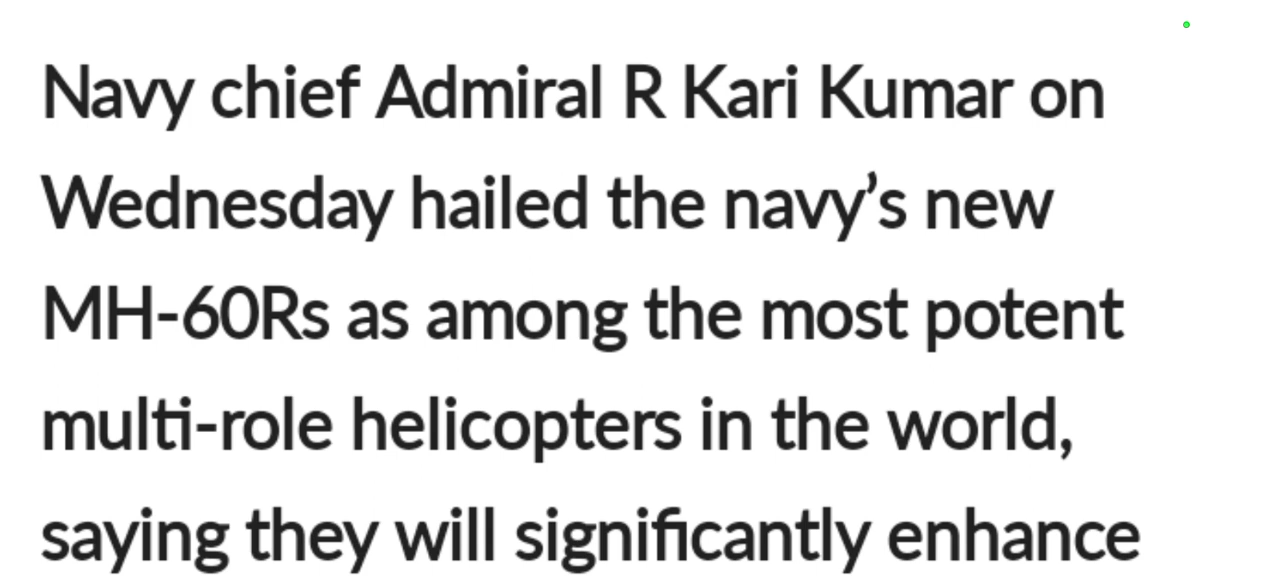 Navy chief Admiral R Kari Kumar on
Wednesday hailed the navy’s new
MH-60Rs as among the most potent
multi-role helicopters in the world,
saying they will significantly enhance